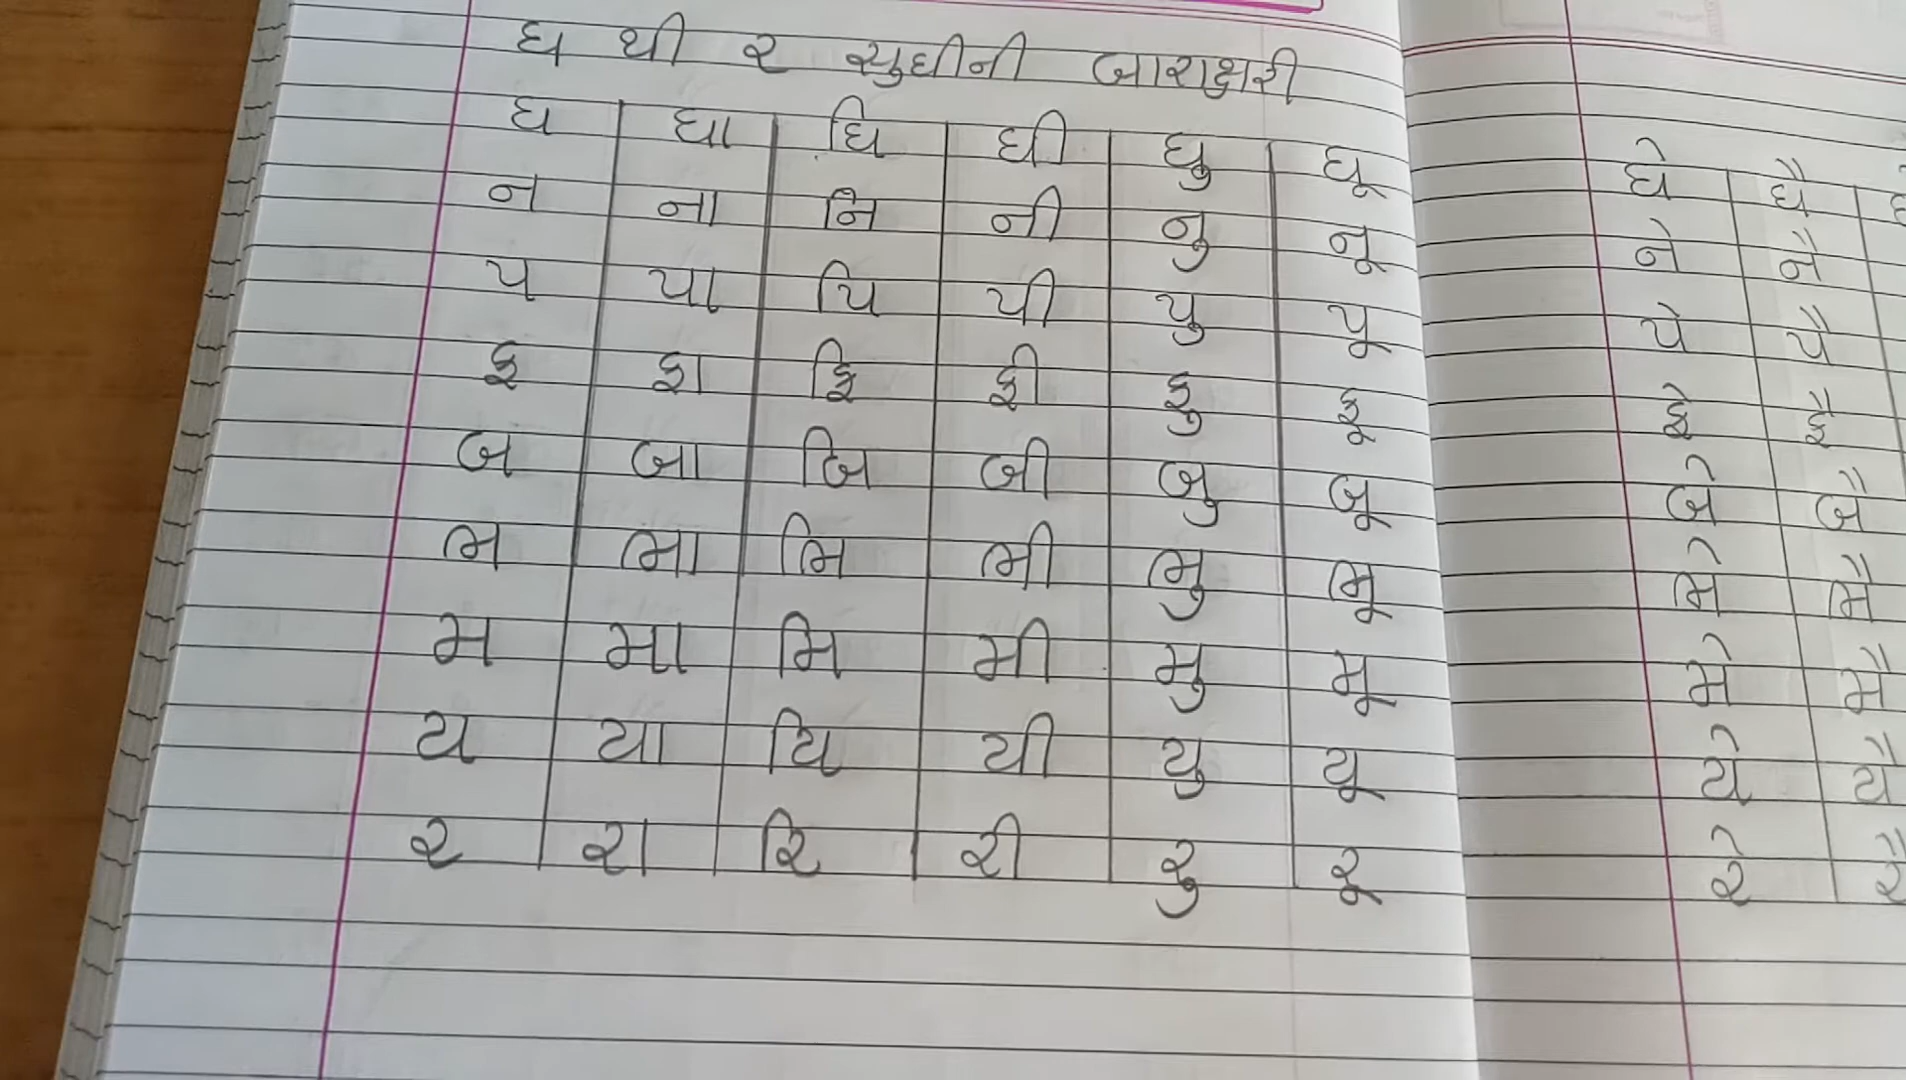 ધ થી ર સુધીની બારાક્ષરી
ધ ધા ધિ ધી ધુ ધૂ ધે ધૈ
ન ના નિ ની નુ નૂ ને નૈ
પ પા પિ પી પુ પૂ પે પૈ
ફ ફા ફિ ફી ફુ ફૂ ફે ફૈ
બ બા બિ બી બુ બૂ બે બૈ
ભ ભા ભિ ભી ભુ ભૂ ભે ભૈ
મ મા મિ મી મુ મૂ મે મૈ
ય યા યિ યી યુ યૂ યે યૈ
ર રા રિ રી રુ રૂ રે રૈ